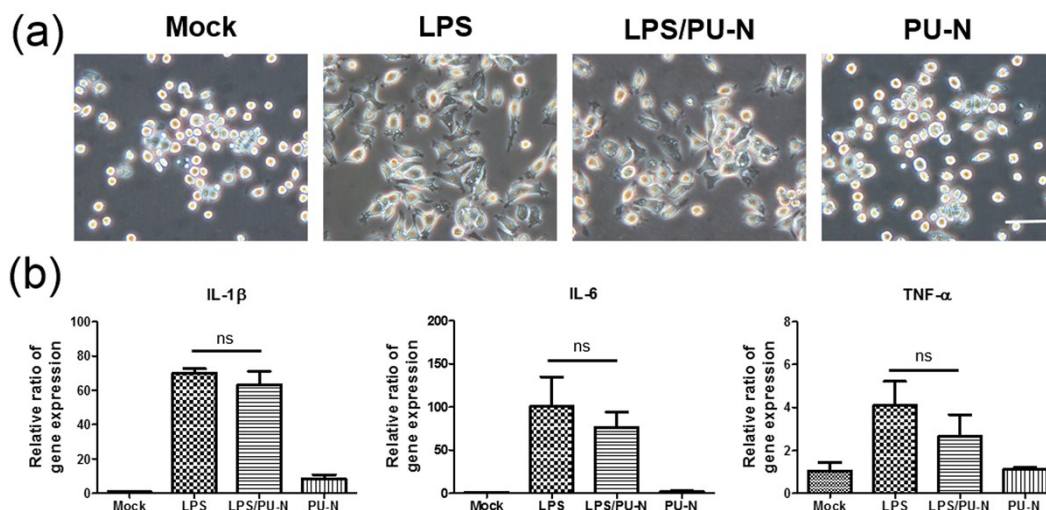 (a)
Mock LPS LPS/PU-N PU-N
(b)
IL-1β
Relative ratio of
gene expression
100
80
60
40
20
0
ns
Mock LPS LPS/PU-N PU-N
IL-6
Relative ratio of
gene expression
200
150
100
50
0
ns
Mock LPS LPS/PU-N PU-N
TNF-α
Relative ratio of
gene expression
8
6
4
2
0
ns
Mock LPS LPS/PU-N PU-N